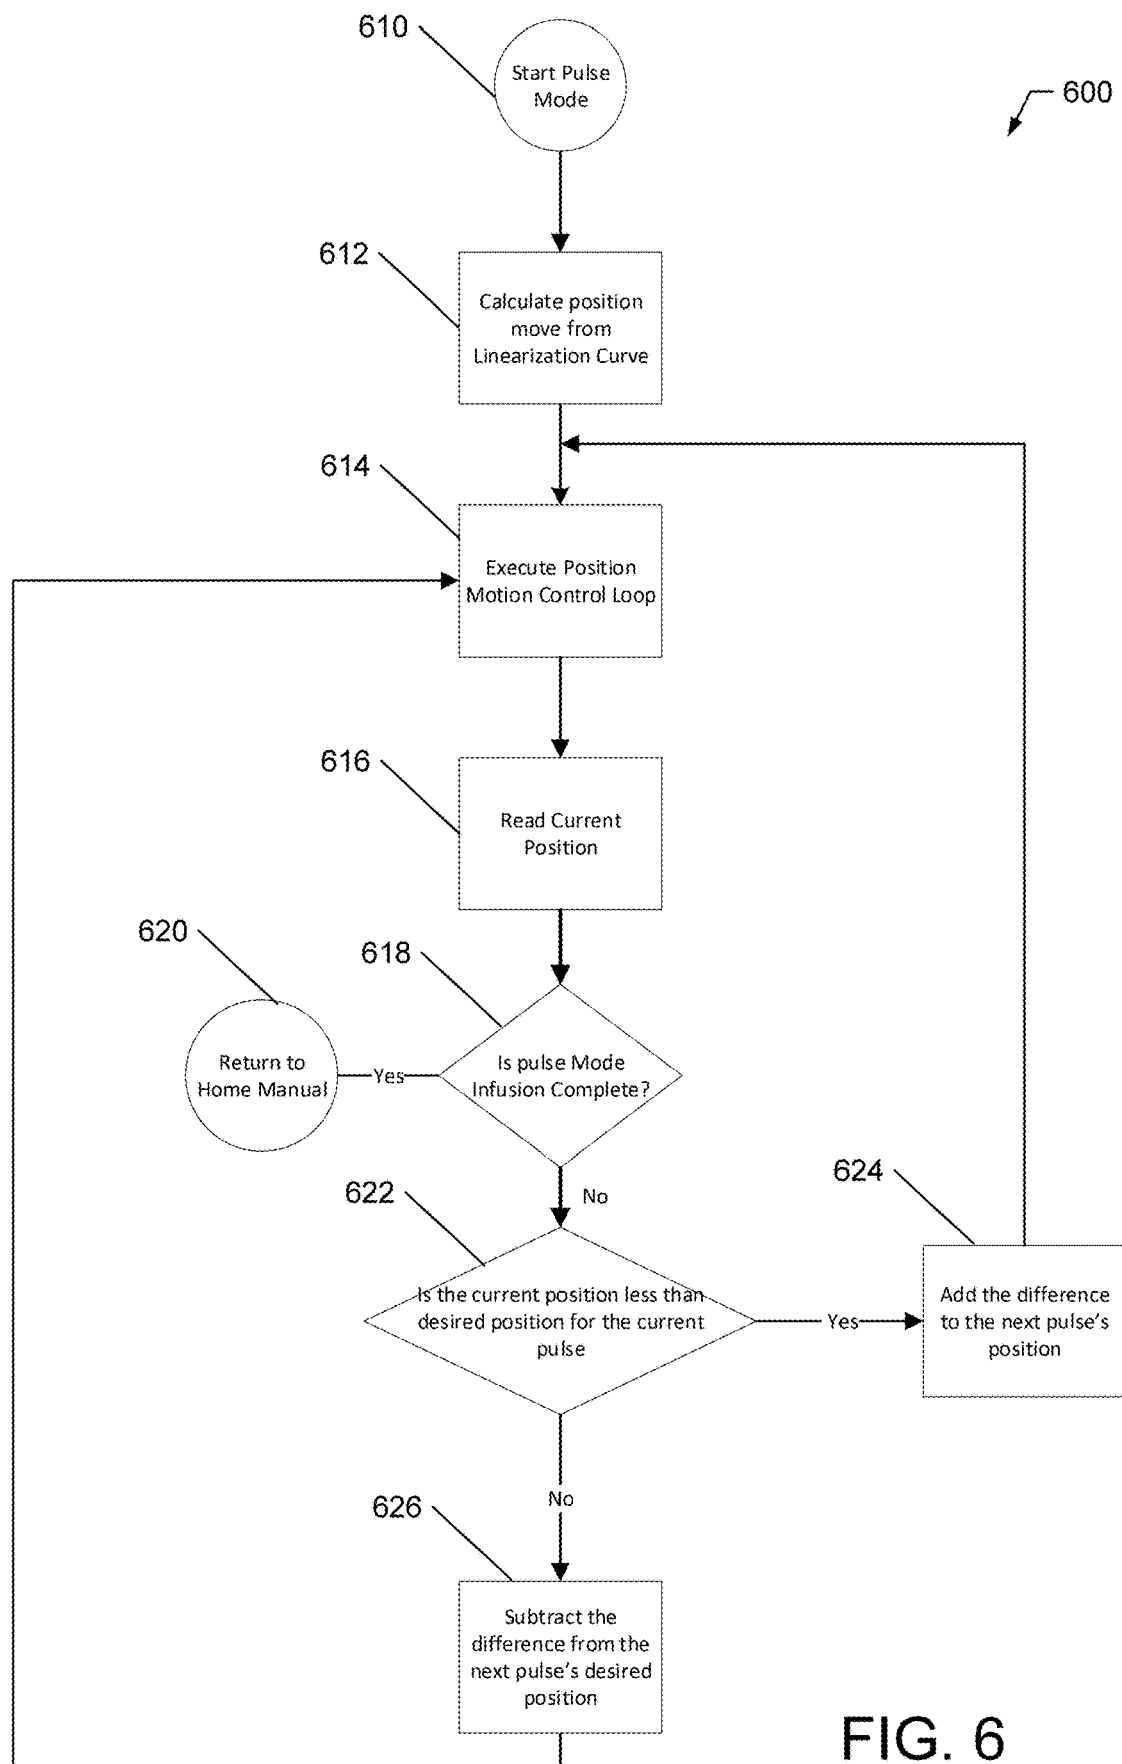 610
Start Pulse
Mode
600
612
Calculate position
move from
Linearization Curve
614
Execute Position
Motion Control Loop
616
Read Current
Position
620
618
Return to
Home Manual
Yes
Is pulse Mode
Infusion Complete?
No
622
624
Is the current position less than
desired position for the current
pulse
Yes
Add the difference
to the next pulse's
position
No
626
Subtract the
difference from the
next pulse's desired
position
FIG. 6